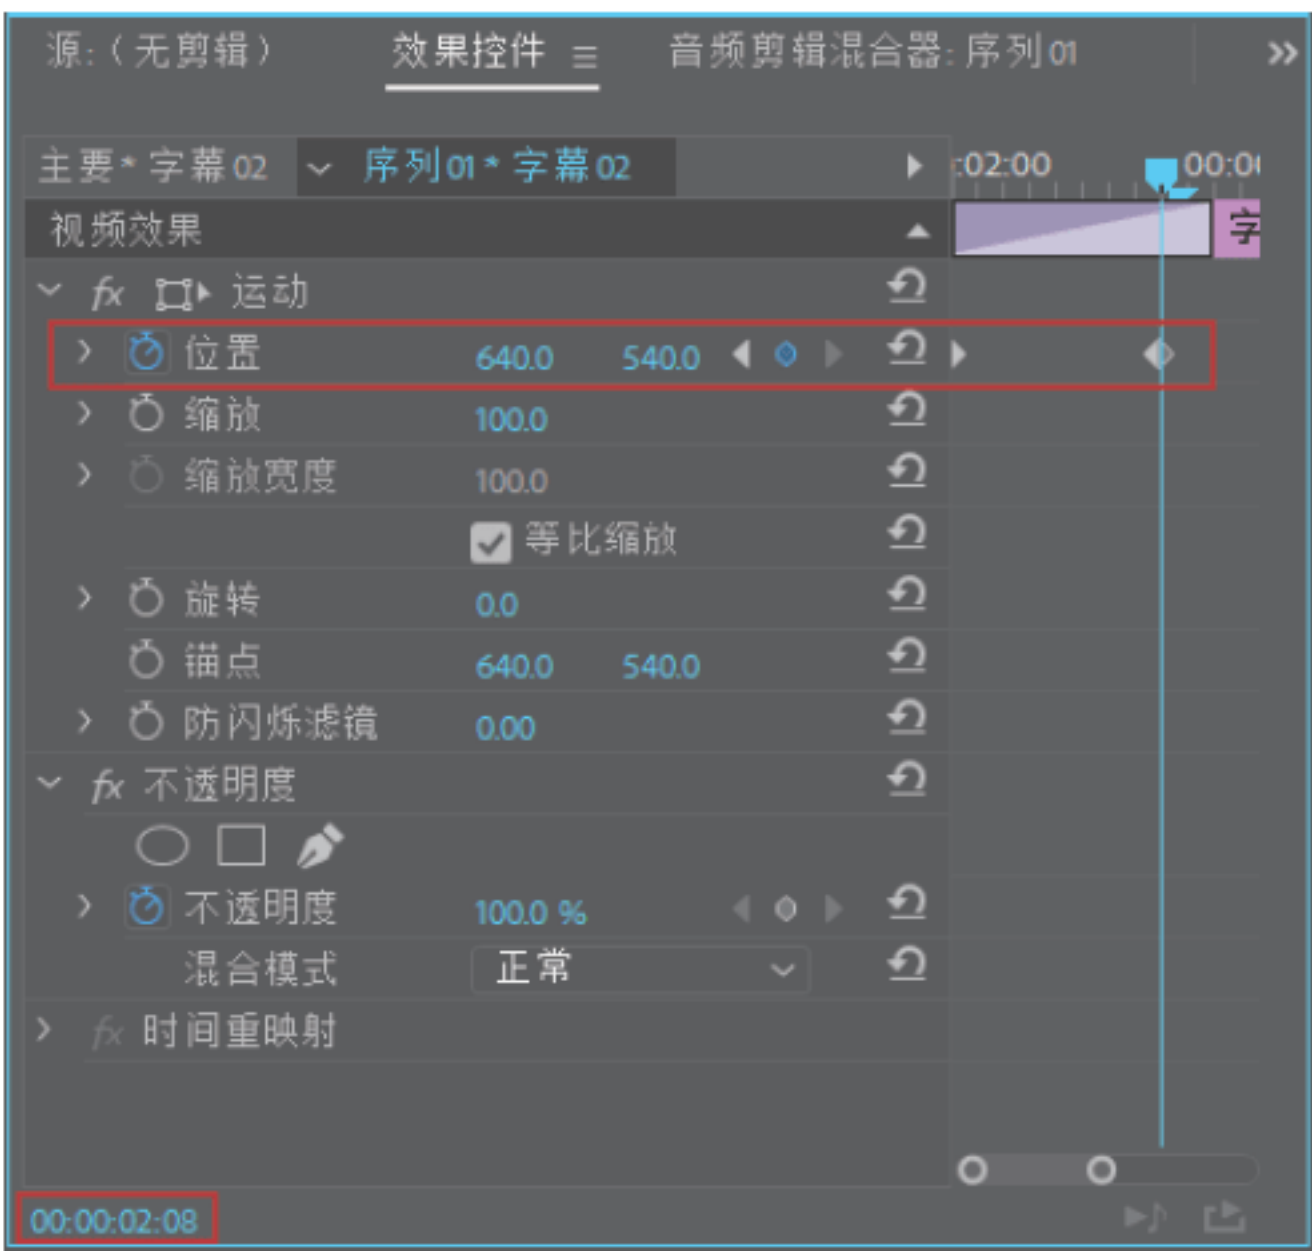 源:（无剪辑） 效果控件 音频剪辑混合器: 序列 01
主要* 字幕 02 序列 01 * 字幕 02 :02:00 00:0
视频效果 字
fx 运动
位置 640.0 540.0
缩放 100.0
缩放宽度 100.0
等比缩放
旋转 0.0
锚点 640.0 540.0
防闪烁滤镜 0.00
fx 不透明度
不透明度 100.0 %
混合模式 正常
fx 时间重映射
00:00:02:08